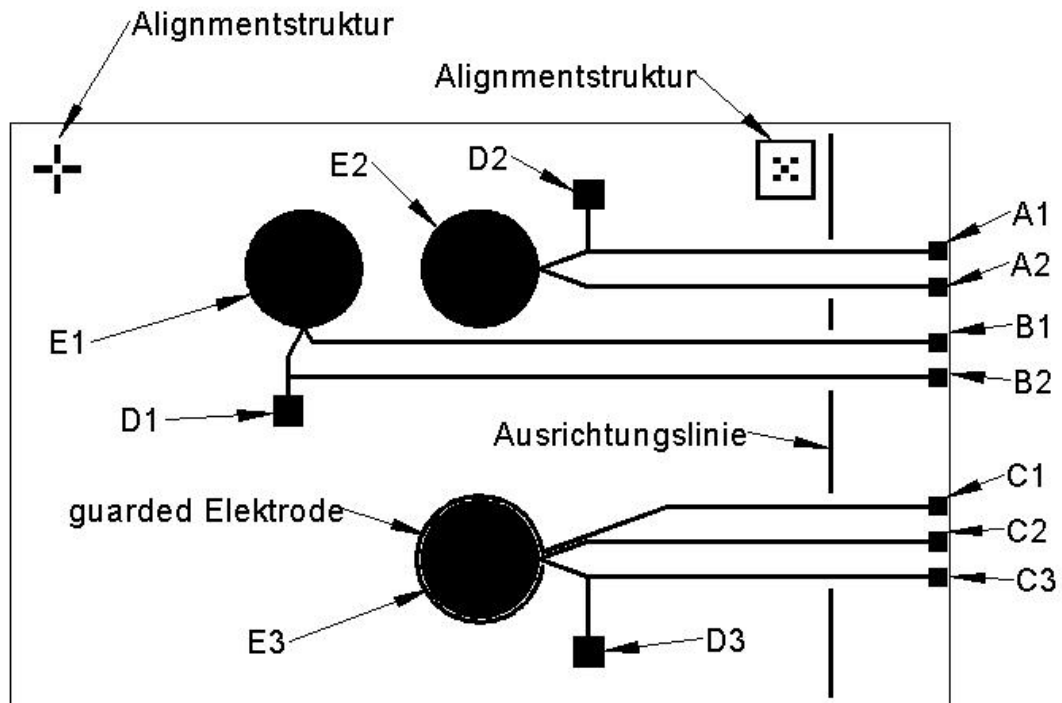 Alignmentstruktur
Alignmentstruktur
D2
E2
A1
A2
E1
B1
B2
D1
Ausrichtungslinie
C1
guarded Elektrode
C2
C3
E3
D3